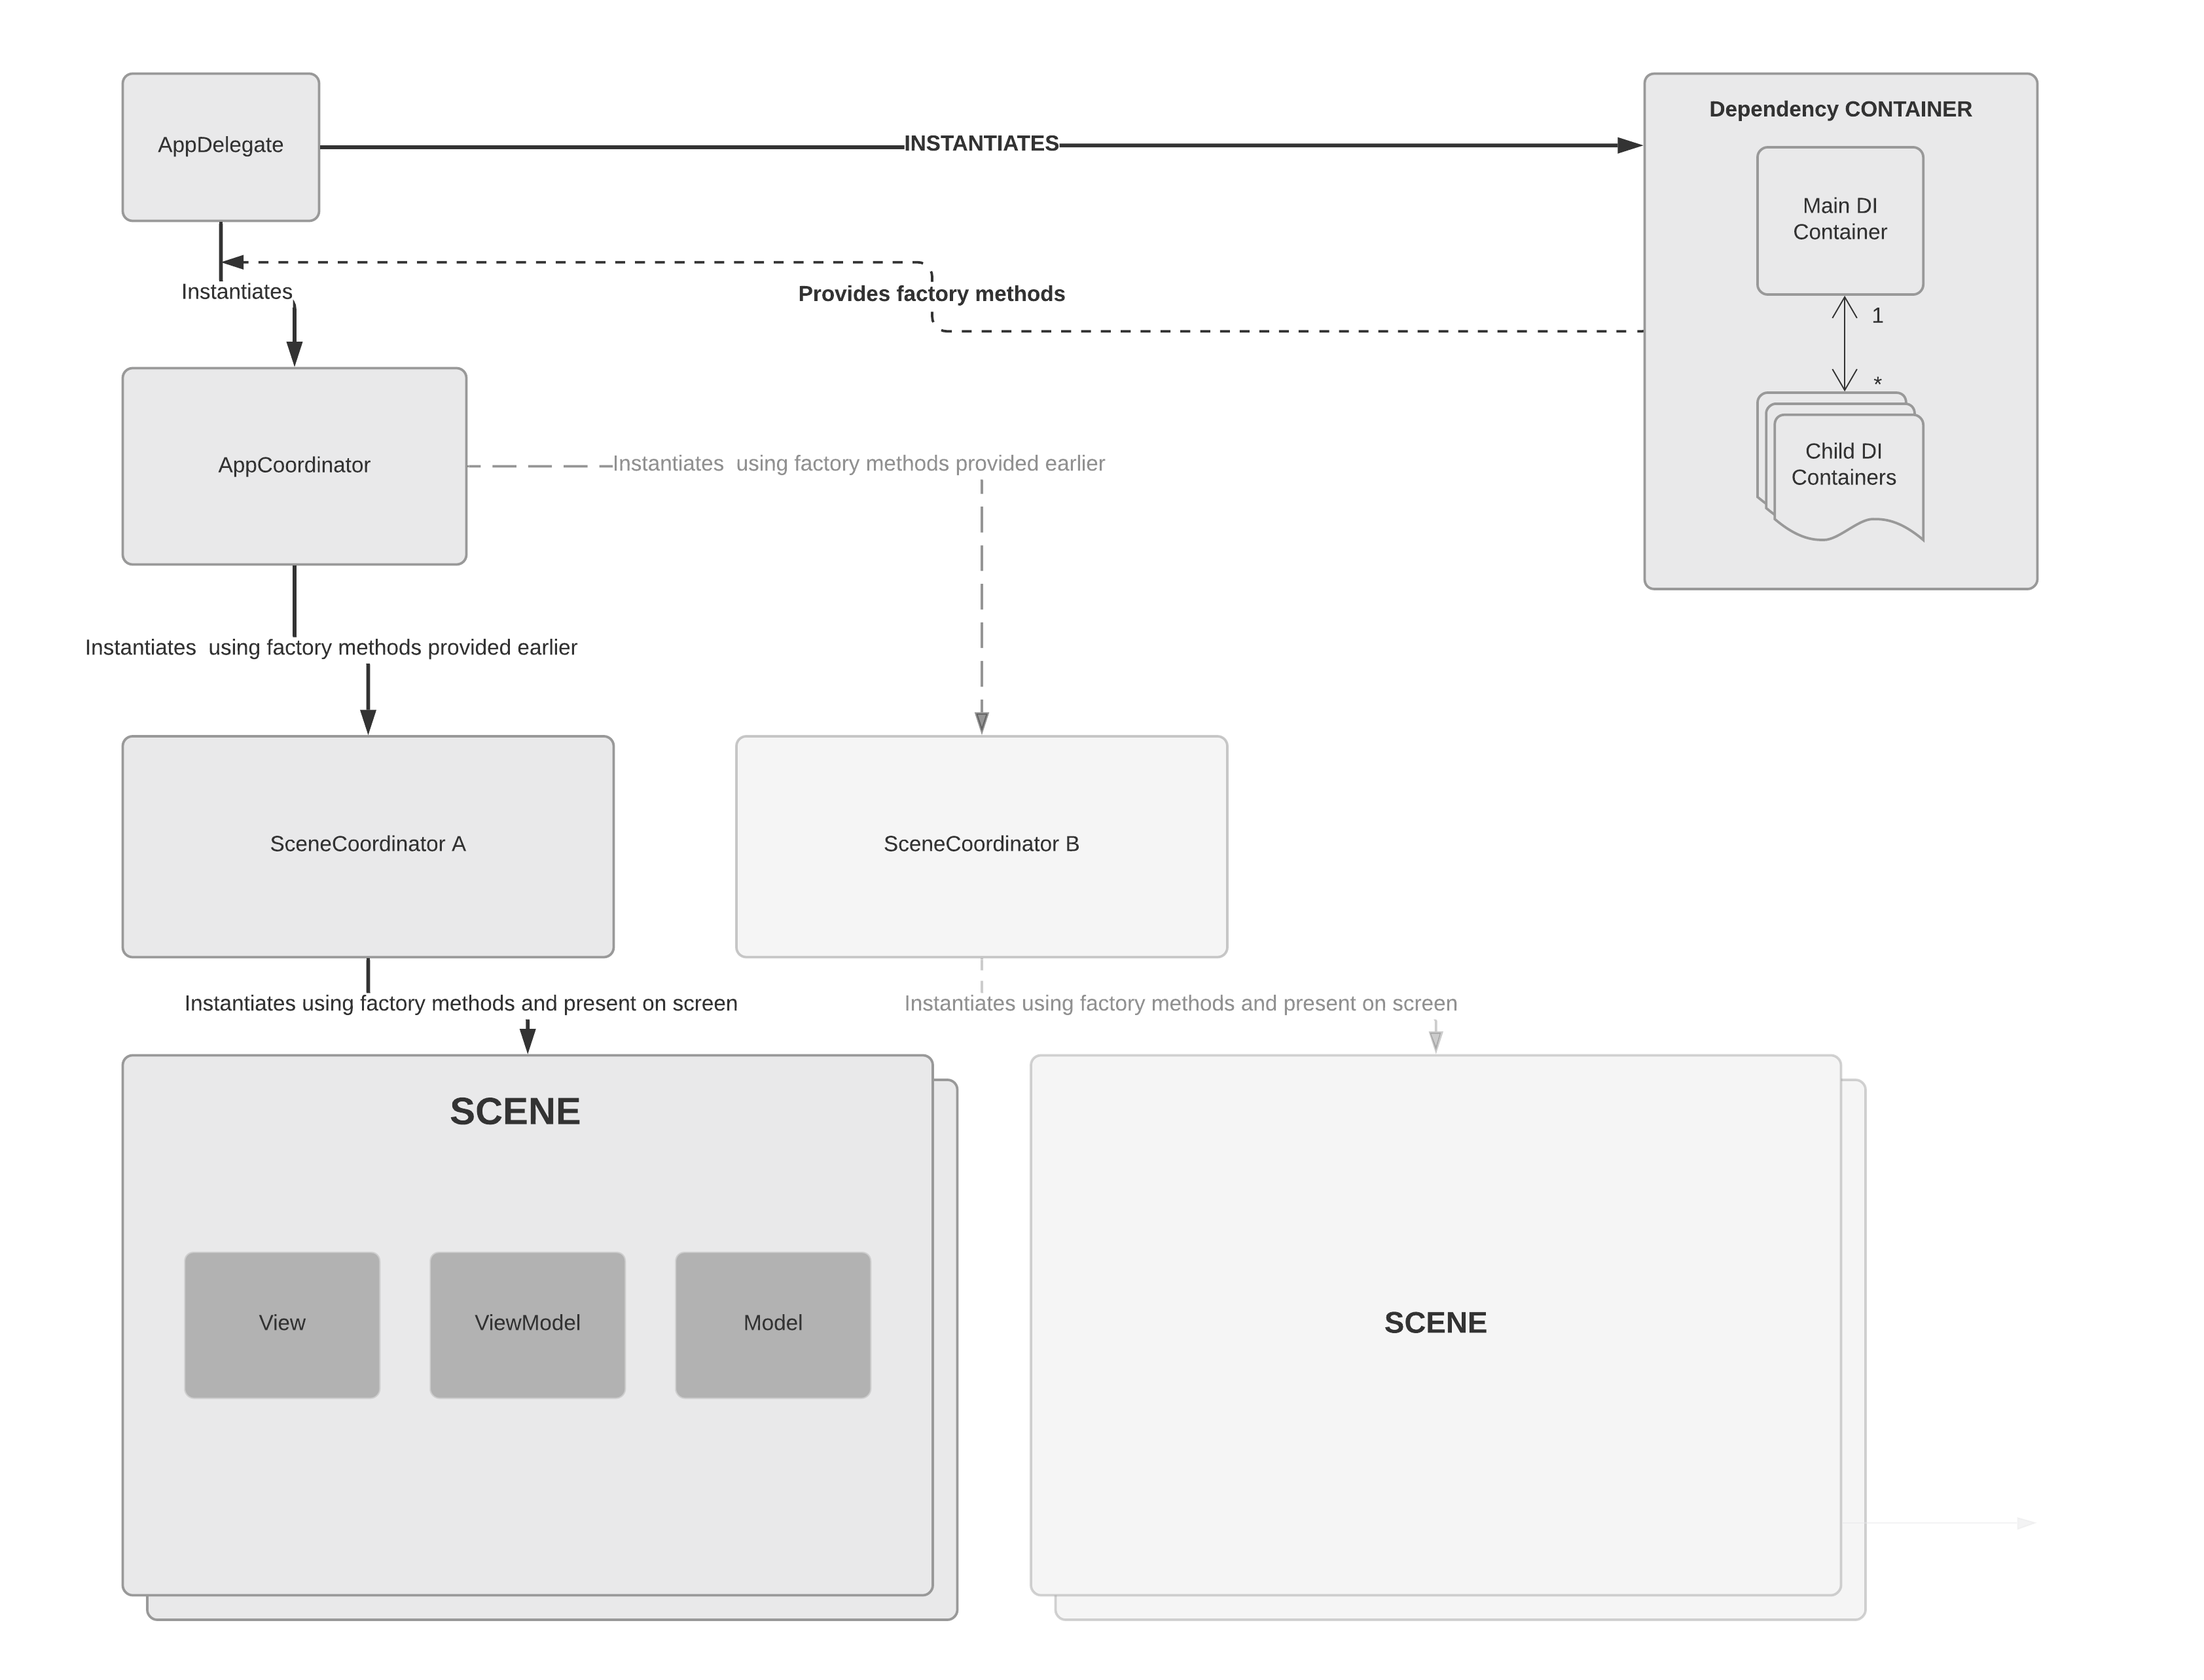 AppDelegate
INSTANTIATES
Dependency CONTAINER
Main DI
Container
1
*
Child DI
Containers
Instantiates
Provides factory methods
AppCoordinator
Instantiates  using factory methods provided earlier
Instantiates  using factory methods provided earlier
SceneCoordinator A
SceneCoordinator B
Instantiates using factory methods and present on screen
Instantiates using factory methods and present on screen
SCENE
View
ViewModel
Model
SCENE